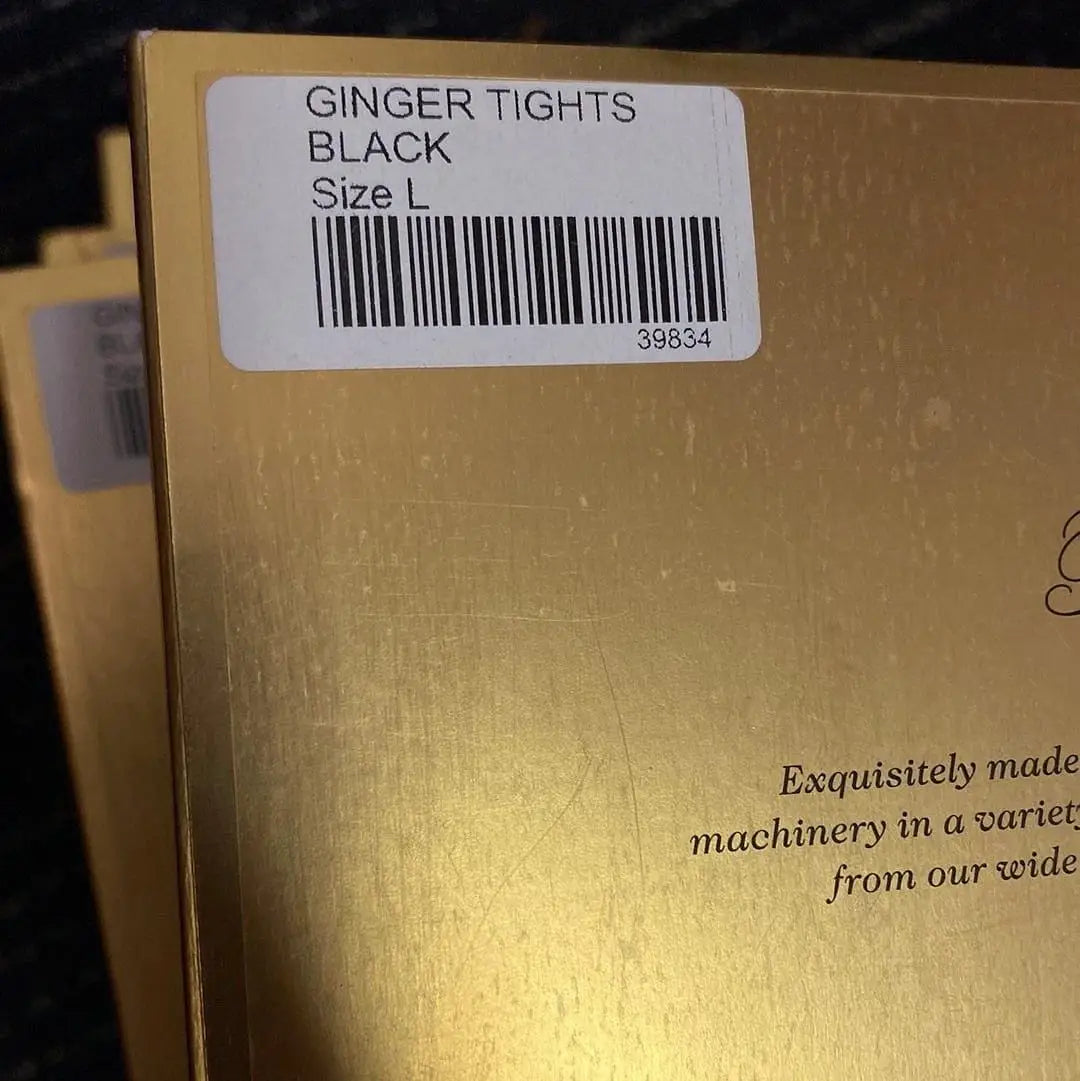 GINGER TIGHTS
BLACK
Size L
39834
Exquisitely made
machinery in a variety
from our wide